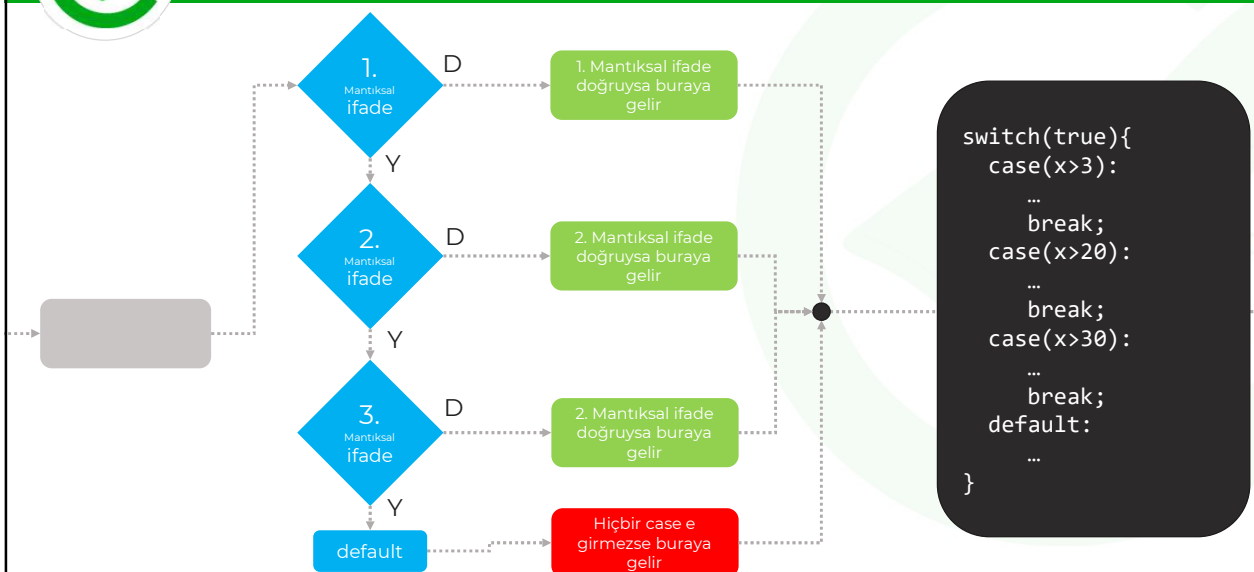 1.
Mantıksal
ifade
D
1. Mantıksal ifade
doğruysa buraya
gelir
Y
2.
Mantıksal
ifade
D
2. Mantıksal ifade
doğruysa buraya
gelir
Y
3.
Mantıksal
ifade
D
2. Mantıksal ifade
doğruysa buraya
gelir
Y
default
Hiçbir case e
girmezse buraya
gelir
switch(true){
case(x>3):
…
break;
case(x>20):
…
break;
case(x>30):
…
break;
default:
…
}